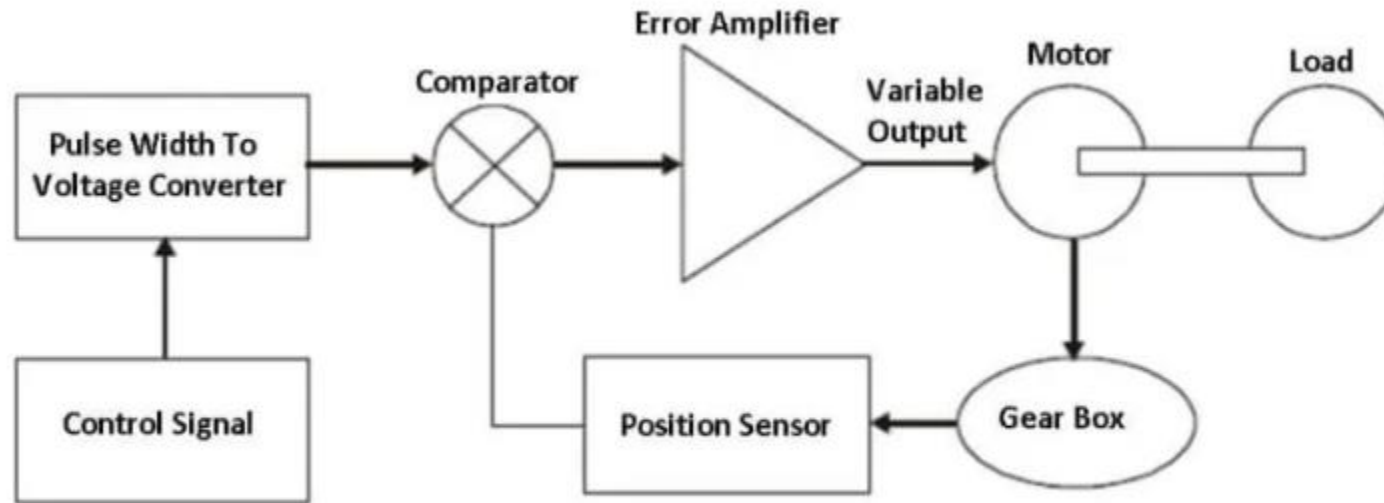 Error Amplifier
Motor
Load
Comparator
Variable
Output
Pulse Width To
Voltage Converter
Control Signal
Position Sensor
Gear Box